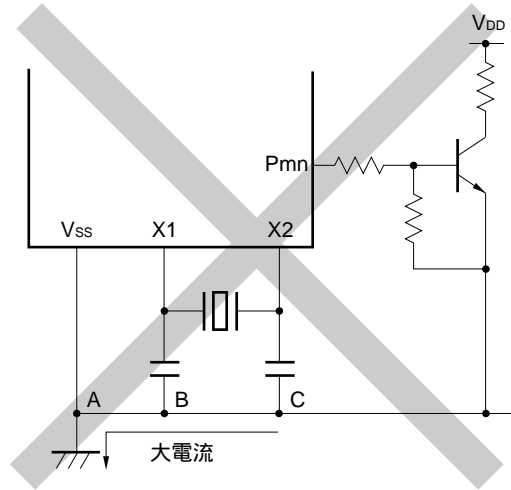 VDD
Pmn
VSS X1 X2
A B C
大電流